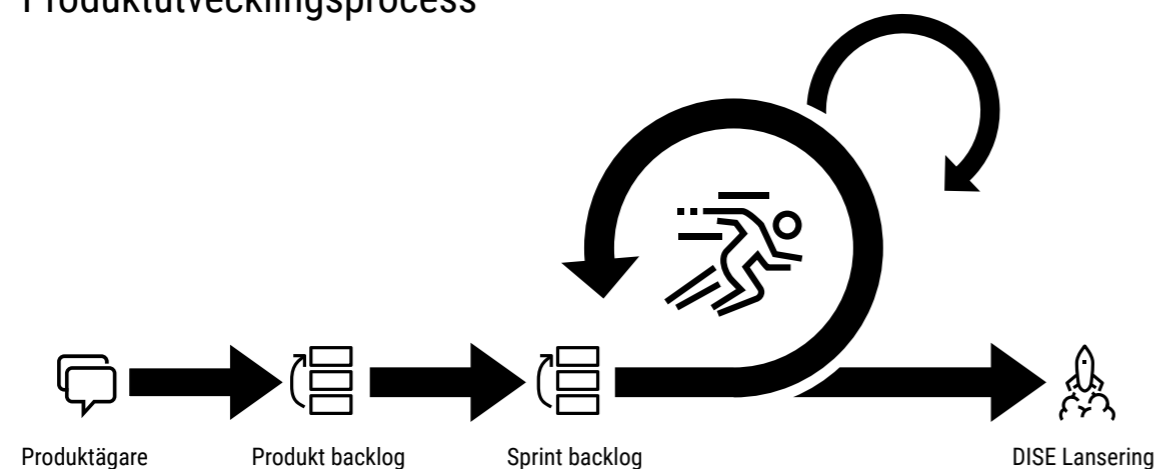 Produktutvecklingsprocess
Produktägare
Produkt backlog
Sprint backlog
DISE Lansering